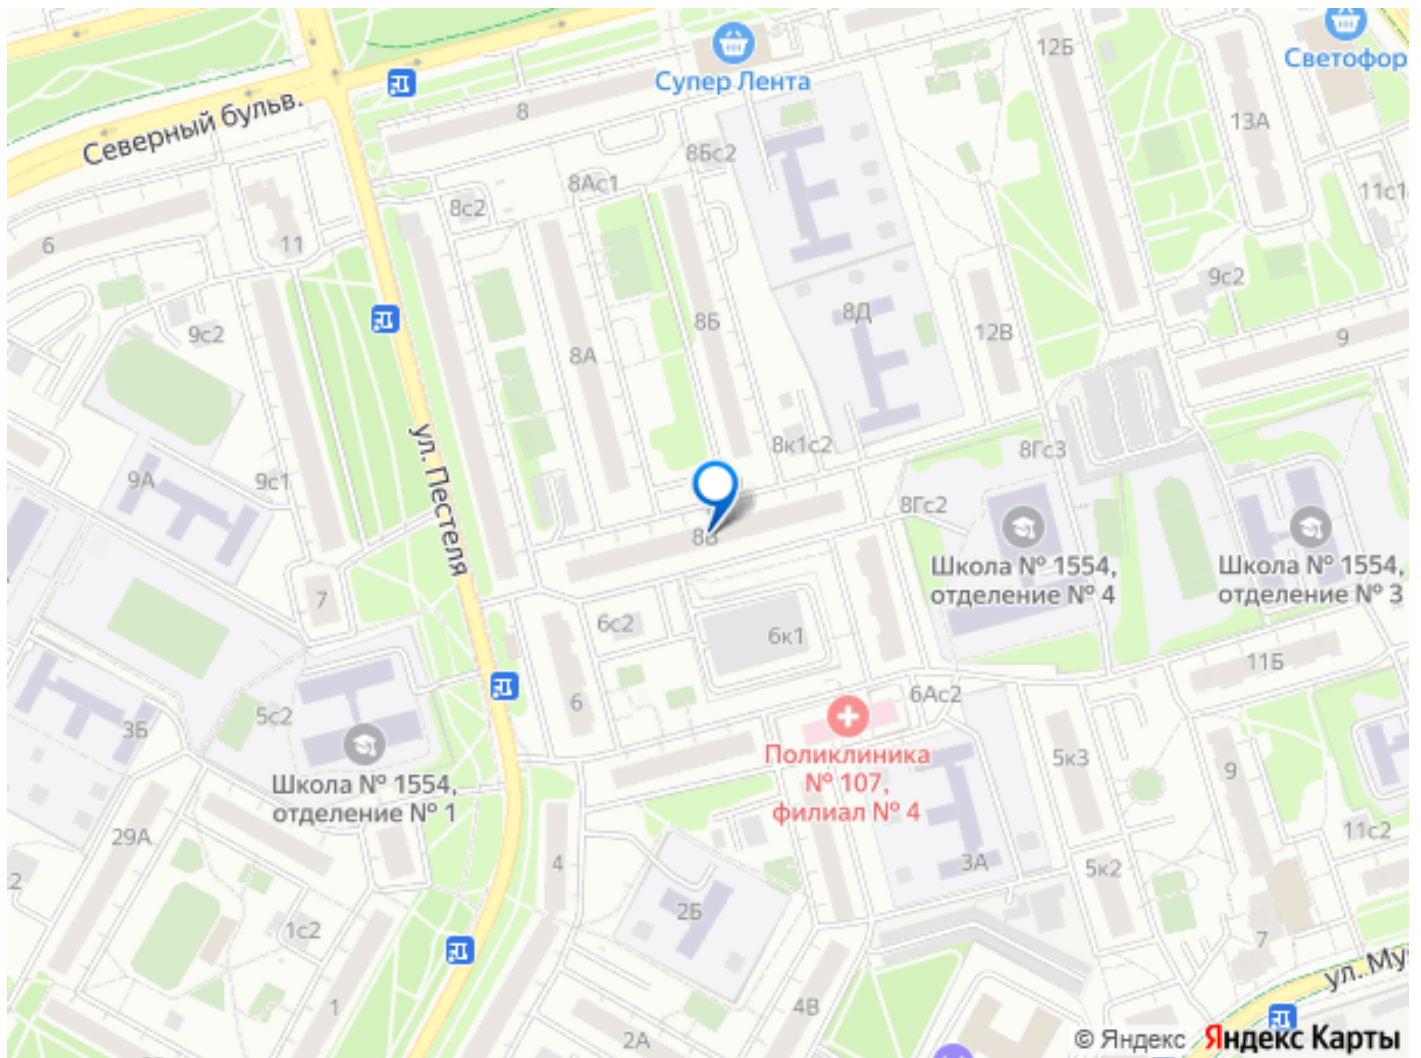 12Б
Светофор
Супер Лента
8
Северный бульв.
13А
8Бс2
8Ас1
11с1
8с2
6
11
9с2
8Д
8Б
9с2
12В
9
8А
8к1с2
8Гс3
9А
9с1
ул. Пестеля
8Гс2
8В
Школа № 1554,
отделение № 4
Школа № 1554,
отделение № 3
7
6с2
6к1
11Б
6
6Ас2
5с2
3Б
Поликлиника
№ 107,
филиал № 4
5к3
9
Школа № 1554,
отделение № 1
11с2
29А
4
3А
5к2
2
2Б
1с2
7
ул. Му
1
4В
2А
© Яндекс Яндекс Карты